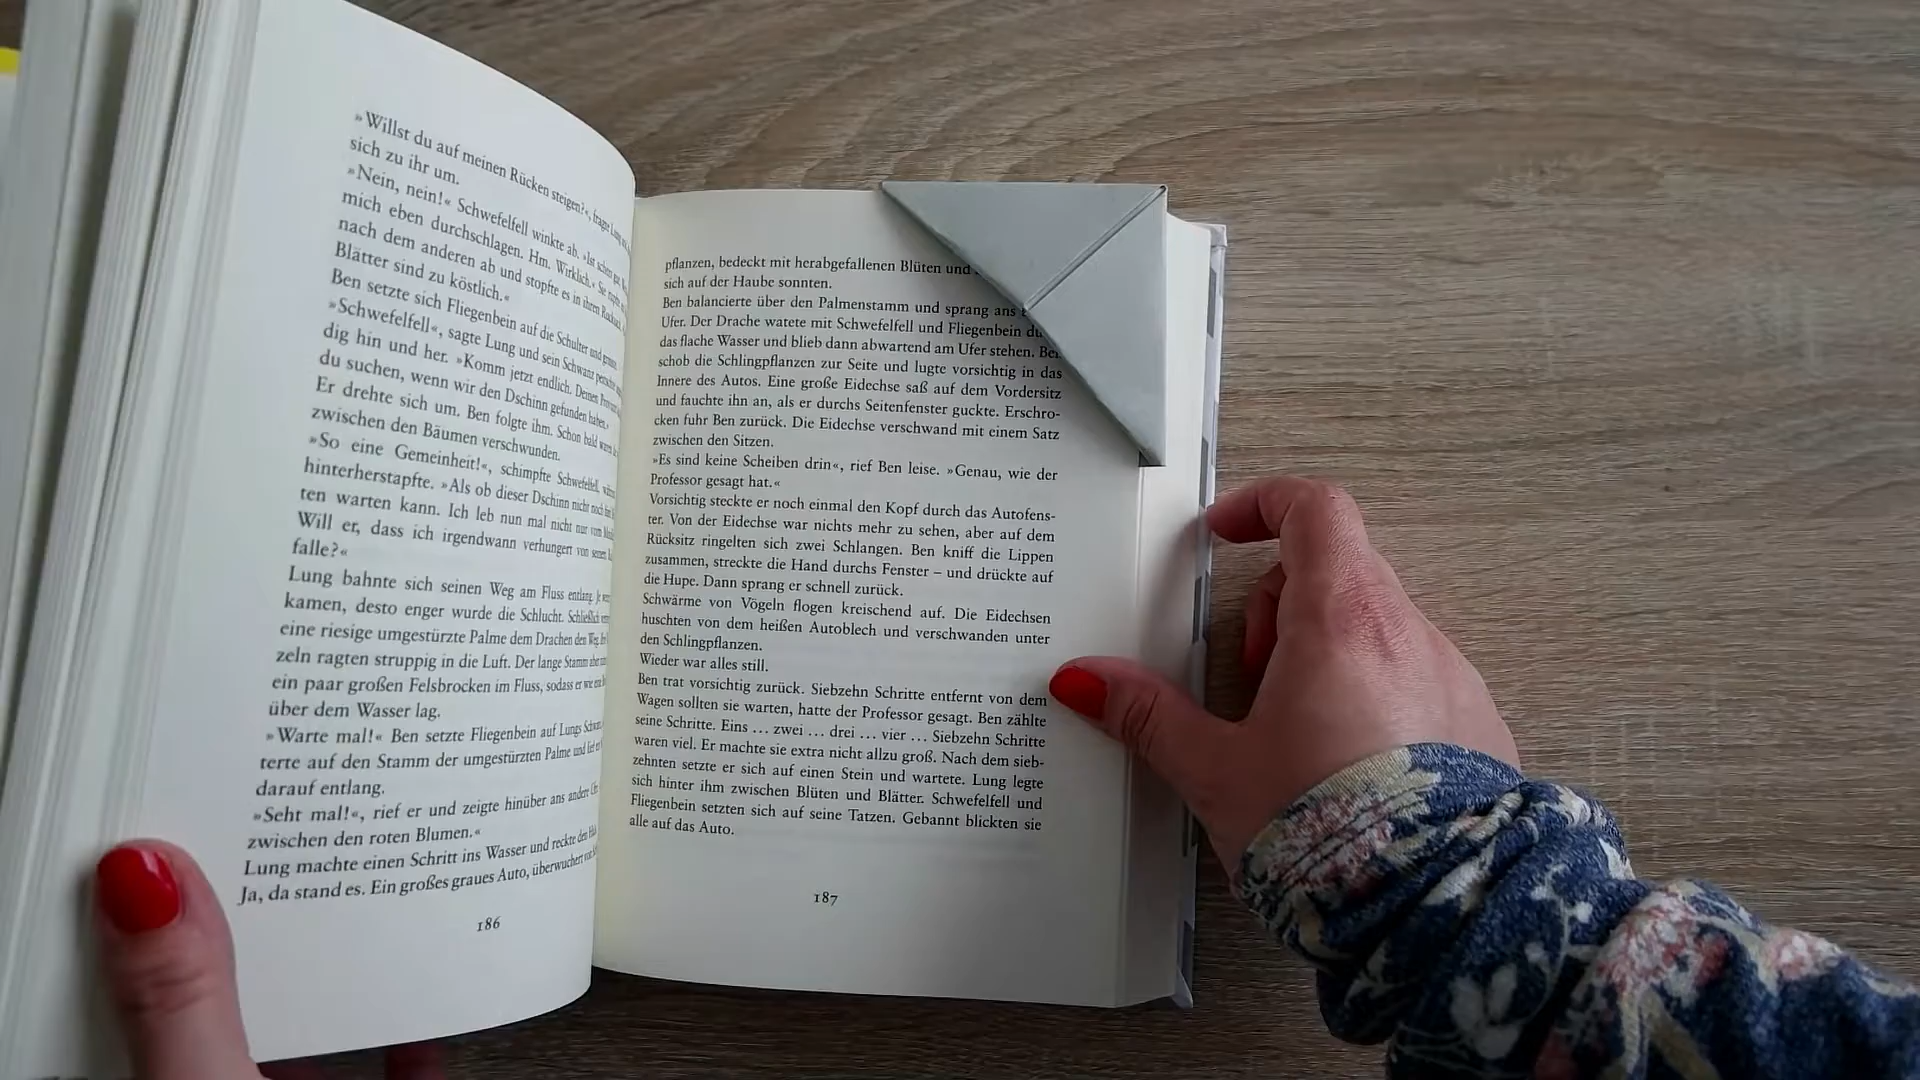 »Willst du auf meinen Rücken steigen?«, fragte Lung und
sich zu ihr um.
»Nein, nein!« Schwefelfell winkte ab. »Ist schon gut.
mich eben durchschlagen. Hm. Wirklich.« Sie rupfte
nach dem anderen ab und stopfte es in ihren Rucksack.
Blätter sind zu köstlich.«
Ben setzte sich Fliegenbein auf die Schulter und
»Schwefelfell«, sagte Lung und sein Schwanz
dig hin und her. »Komm jetzt endlich. Deinen
du suchen, wenn wir den Dschinn gefunden haben.«
Er drehte sich um. Ben folgte ihm. Schon bald
zwischen den Bäumen verschwunden.
»So eine Gemeinheit!«, schimpfte Schwefelfell,
hinterherstapfte. »Als ob dieser Dschinn nicht noch
ten warten kann. Ich leb nun mal nicht nur vom
Will er, dass ich irgendwann verhungert von seinem
falle?«
Lung bahnte sich seinen Weg am Fluss entlang. Je
kamen, desto enger wurde die Schlucht. Schließlich
eine riesige umgestürzte Palme dem Drachen den Weg.
zeln ragten struppig in die Luft. Der lange Stamm aber
ein paar großen Felsbrocken im Fluss, sodass er wie eine
über dem Wasser lag.
»Warte mal!« Ben setzte Fliegenbein auf Lungs
terte auf den Stamm der umgestürzten Palme und lief
darauf entlang.
»Seht mal!«, rief er und zeigte hinüber ans andere
zwischen den roten Blumen.«
Lung machte einen Schritt ins Wasser und reckte den
Ja, da stand es. Ein großes graues Auto, überwuchert von
186
pflanzen, bedeckt mit herabgefallenen Blüten und
sich auf der Haube sonnten.
Ben balancierte über den Palmenstamm und sprang ans
Ufer. Der Drache watete mit Schwefelfell und Fliegenbein
das flache Wasser und blieb dann abwartend am Ufer stehen. Ben
schob die Schlingpflanzen zur Seite und lugte vorsichtig in das
Innere des Autos. Eine große Eidechse saß auf dem Vordersitz
und fauchte ihn an, als er durchs Seitenfenster guckte. Erschro-
cken fuhr Ben zurück. Die Eidechse verschwand mit einem Satz
zwischen den Sitzen.
»Es sind keine Scheiben drin«, rief Ben leise. »Genau, wie der
Professor gesagt hat.«
Vorsichtig steckte er noch einmal den Kopf durch das Autofens-
ter. Von der Eidechse war nichts mehr zu sehen, aber auf dem
Rücksitz ringelten sich zwei Schlangen. Ben kniff die Lippen
zusammen, streckte die Hand durchs Fenster – und drückte auf
die Hupe. Dann sprang er schnell zurück.
Schwärme von Vögeln flogen kreischend auf. Die Eidechsen
huschten von dem heißen Autoblech und verschwanden unter
den Schlingpflanzen.
Wieder war alles still.
Ben trat vorsichtig zurück. Siebzehn Schritte entfernt von dem
Wagen sollten sie warten, hatte der Professor gesagt. Ben zählte
seine Schritte. Eins ... zwei ... drei ... vier ... Siebzehn Schritte
waren viel. Er machte sie extra nicht allzu groß. Nach dem sieb-
zehnten setzte er sich auf einen Stein und wartete. Lung legte
sich hinter ihm zwischen Blüten und Blätter. Schwefelfell und
Fliegenbein setzten sich auf seine Tatzen. Gebannt blickten sie
alle auf das Auto.
187